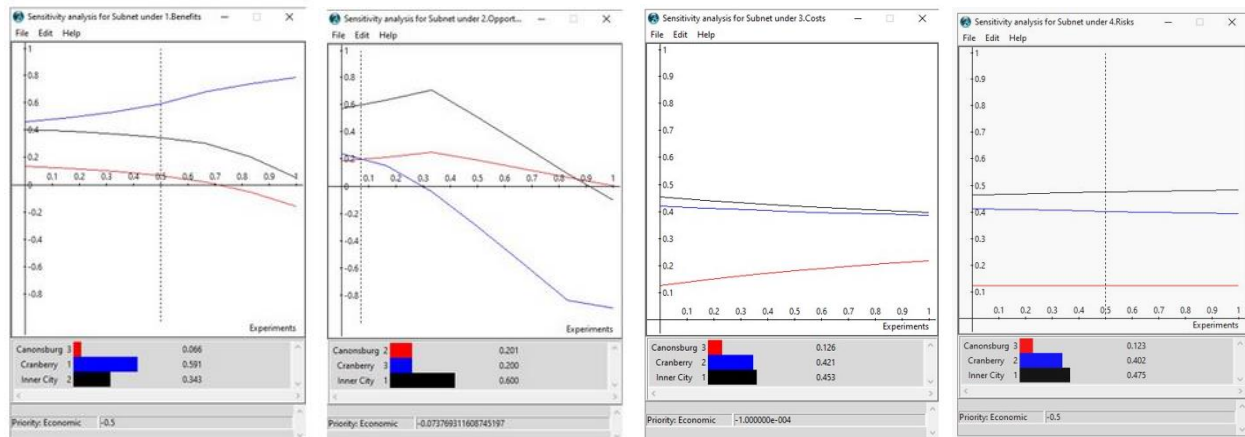 Sensitivity analysis for Subnet under 1.Benefits
File Edit Help
1
0.8
0.6
0.4
0.2
0
0.1 0.2 0.3 0.4 0.5 0.6 0.7 0.8 0.9 1
-0.2
-0.4
-0.6
-0.8
Experiments
Canonsburg 3 0.066
Cranberry 1 0.591
Inner City 2 0.343
Priority: Economic -0.5
Sensitivity analysis for Subnet under 2.Opport...
File Edit Help
1
0.8
0.6
0.4
0.2
0
0.1 0.2 0.3 0.4 0.5 0.6 0.7 0.8 0.9 1
-0.2
-0.4
-0.6
-0.8
Experiments
Canonsburg 2 0.201
Cranberry 3 0.200
Inner City 1 0.600
Priority: Economic -0.073769311608745197
Sensitivity analysis for Subnet under 3.Costs
File Edit Help
1
0.9
0.8
0.7
0.6
0.5
0.4
0.3
0.2
0.1
0.1 0.2 0.3 0.4 0.5 0.6 0.7 0.8 0.9 1
Experiments
Canonsburg 3 0.126
Cranberry 2 0.421
Inner City 1 0.453
Priority: Economic -1.000000e-004
Sensitivity analysis for Subnet under 4.Risks
File Edit Help
1
0.9
0.8
0.7
0.6
0.5
0.4
0.3
0.2
0.1
0.1 0.2 0.3 0.4 0.5 0.6 0.7 0.8 0.9 1
Experiments
Canonsburg 3 0.123
Cranberry 2 0.402
Inner City 1 0.475
Priority: Economic -0.5